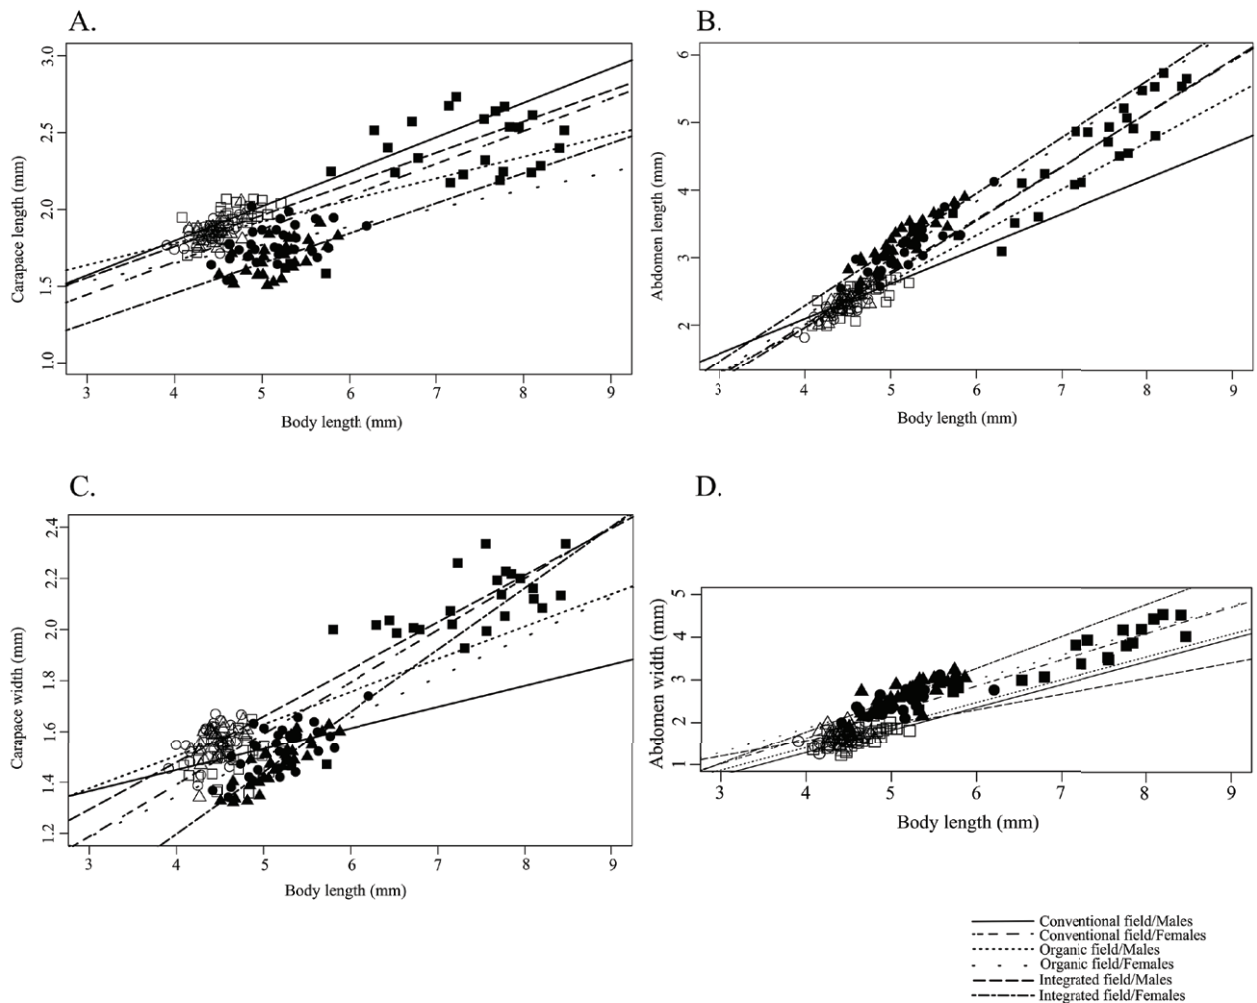 A.
3.0
2.5
2.0
1.5
1.0
Carapace length (mm)
3 4 5 6 7 8 9
Body length (mm)
B.
6
5
4
3
2
Abdomen length (mm)
3 4 5 6 7 8 9
Body length (mm)
C.
2.4
2.2
2.0
1.8
1.6
1.4
1.2
Carapace width (mm)
3 4 5 6 7 8 9
Body length (mm)
D.
5
4
3
2
1
Abdomen width (mm)
3 4 5 6 7 8 9
Body length (mm)
Conventional field/Males
Conventional field/Females
Organic field/Males
Organic field/Females
Integrated field/Males
Integrated field/Females